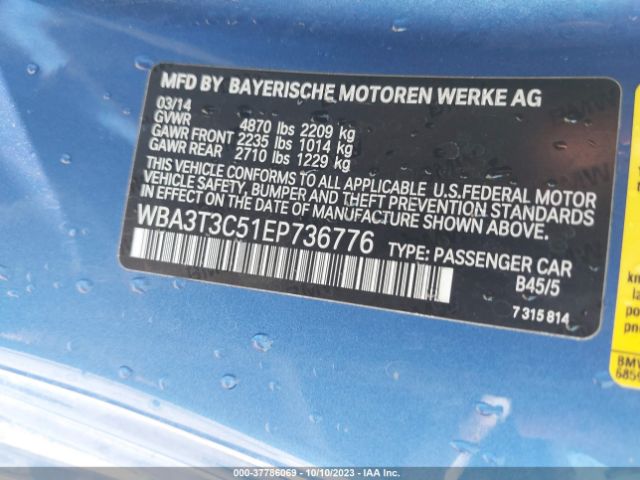 MFD BY BAYERISCHE MOTOREN WERKE AG
03/14
GVWR 4870 lbs 2209 kg
GAWR FRONT 2235 lbs 1014 kg
GAWR REAR 2710 lbs 1229 kg
THIS VEHICLE CONFORMS TO ALL APPLICABLE U.S.FEDERAL MOTOR
VEHICLE SAFETY, BUMPER AND THEFT PREVENTION STANDARDS
IN EFFECT ON THE DATE OF MANUFACTURE SHOWN ABOVE.
WBA3T3C51EP736776
TYPE: PASSENGER CAR
B45/5
7 315 814
BMW
000-37786069 - 10/10/2023 - IAA Inc.